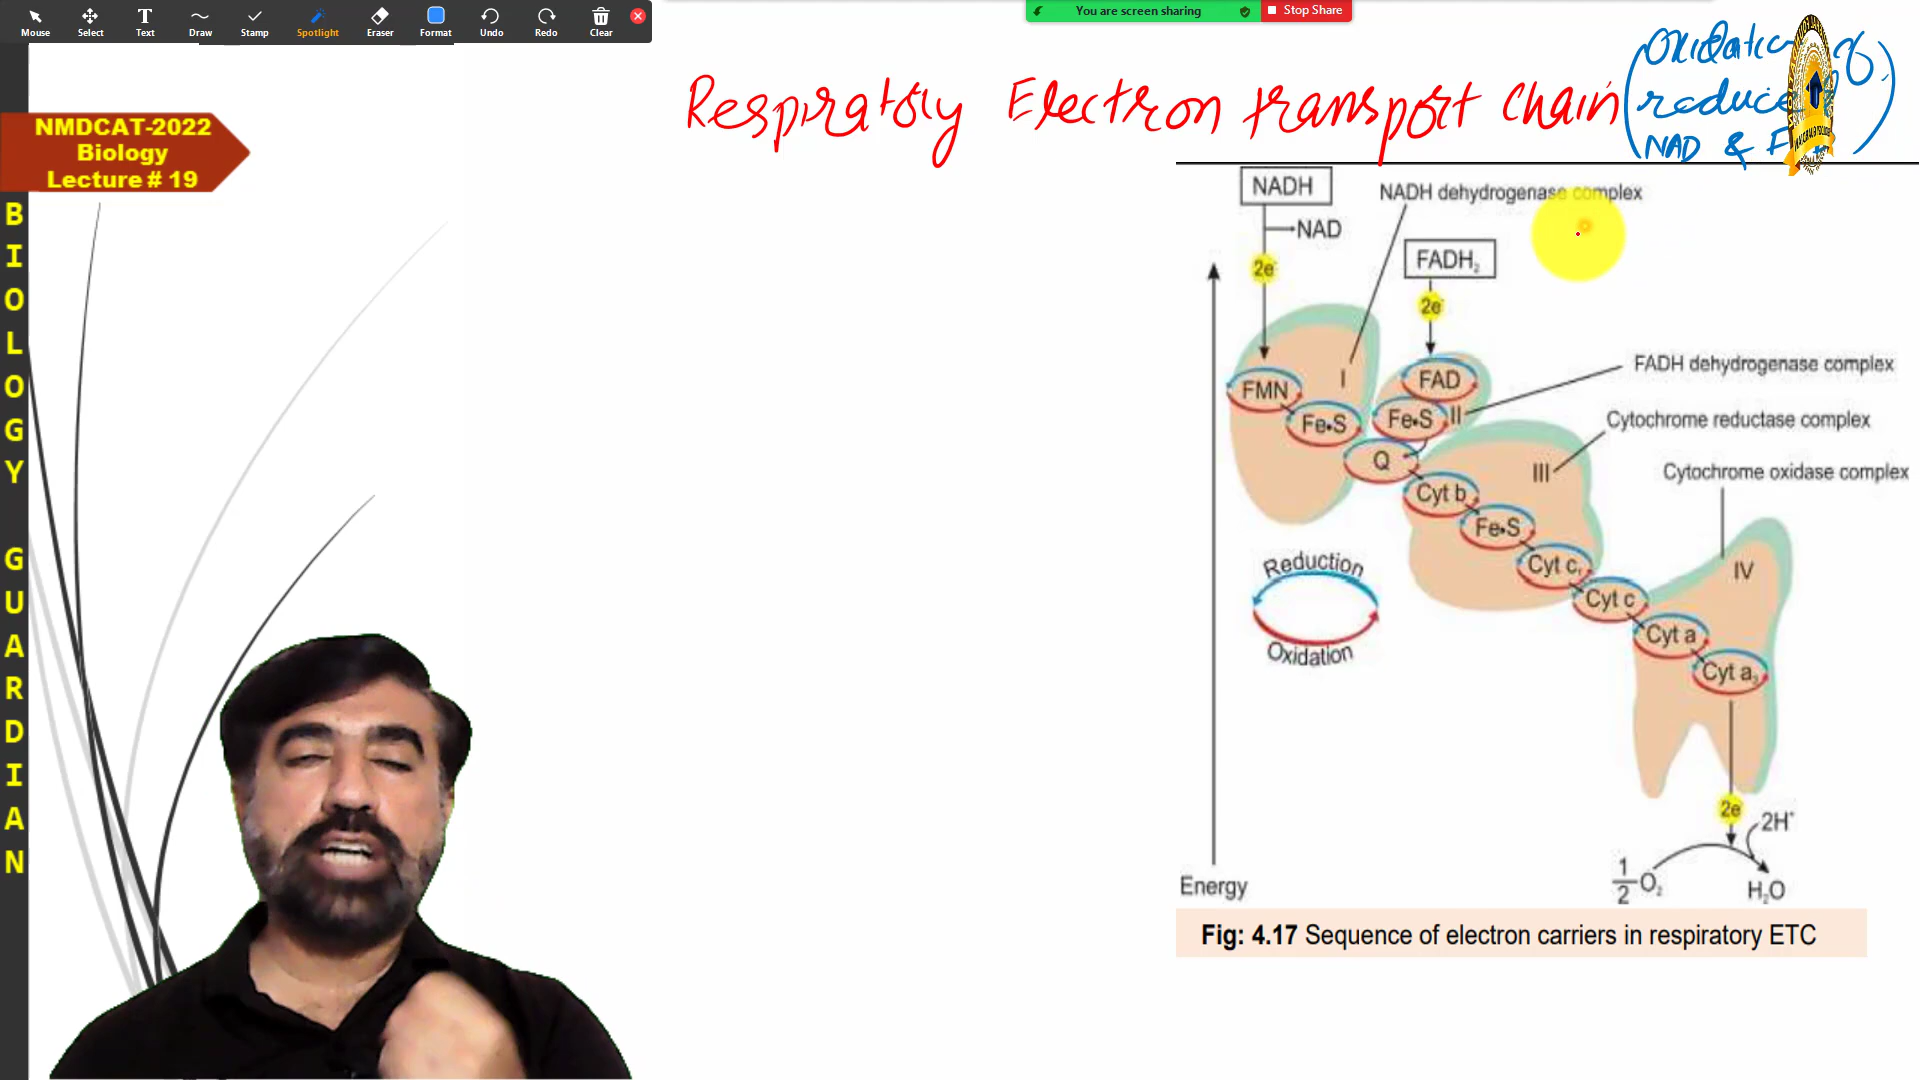 Mouse Select Text Draw Stamp Spotlight Eraser Format Undo Redo Clear
You are screen sharing Stop Share
NMDCAT-2022
Biology
Lecture # 19
BIOLOGY GUARDIAN
Respiratory Electron transport chain
reduce
NAD &
NADH
NADH dehydrogenase complex
NAD
FADH₂
2e⁻
2e⁻
FADH dehydrogenase complex
I
FAD
FMN
Fe•S
Fe•S
II
Cytochrome reductase complex
Q
III
Cytochrome oxidase complex
Cyt b
Fe•S
Cyt c₁
IV
Reduction
Cyt c
Oxidation
Cyt a
Cyt a₃
2e⁻
2H⁺
½O₂
H₂O
Energy
Fig: 4.17 Sequence of electron carriers in respiratory ETC